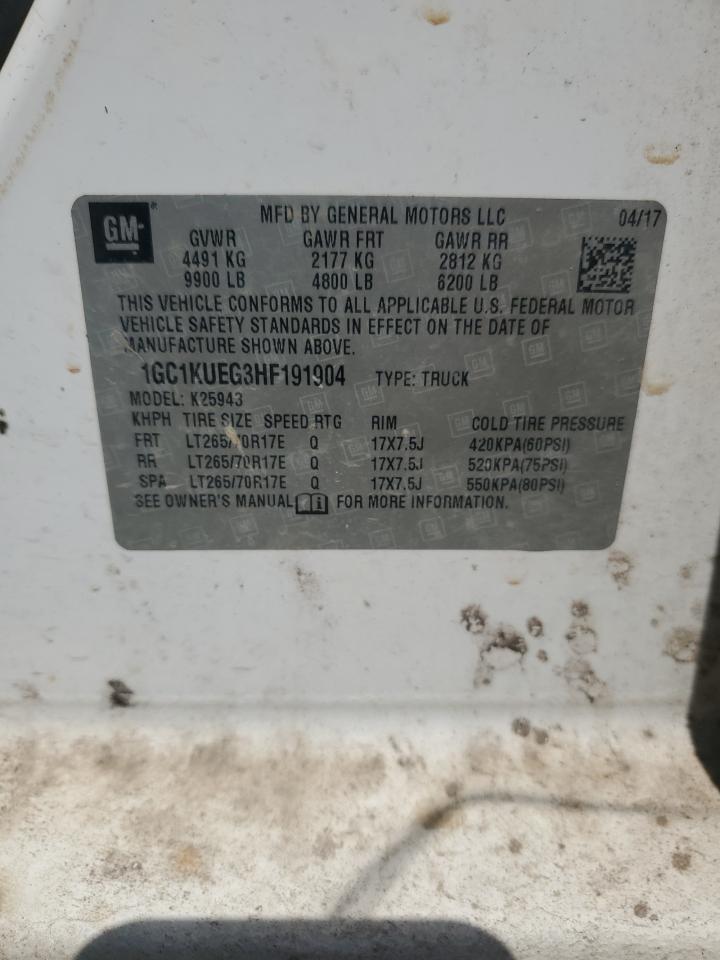 GM
MFD BY GENERAL MOTORS LLC 04/17
GVWR GAWR FRT GAWR RR
4491 KG 2177 KG 2812 KG
9900 LB 4800 LB 6200 LB
THIS VEHICLE CONFORMS TO ALL APPLICABLE U.S. FEDERAL MOTOR
VEHICLE SAFETY STANDARDS IN EFFECT ON THE DATE OF
MANUFACTURE SHOWN ABOVE.
1GC1KUEG3HF191904 TYPE: TRUCK
MODEL: K25943
KHPH TIRE SIZE SPEED RTG RIM COLD TIRE PRESSURE
FRT LT265/70R17E Q 17X7.5J 420KPA(60PSI)
RR LT265/70R17E Q 17X7.5J 520KPA(75PSI)
SPA LT265/70R17E Q 17X7.5J 550KPA(80PSI)
SEE OWNER'S MANUAL FOR MORE INFORMATION.